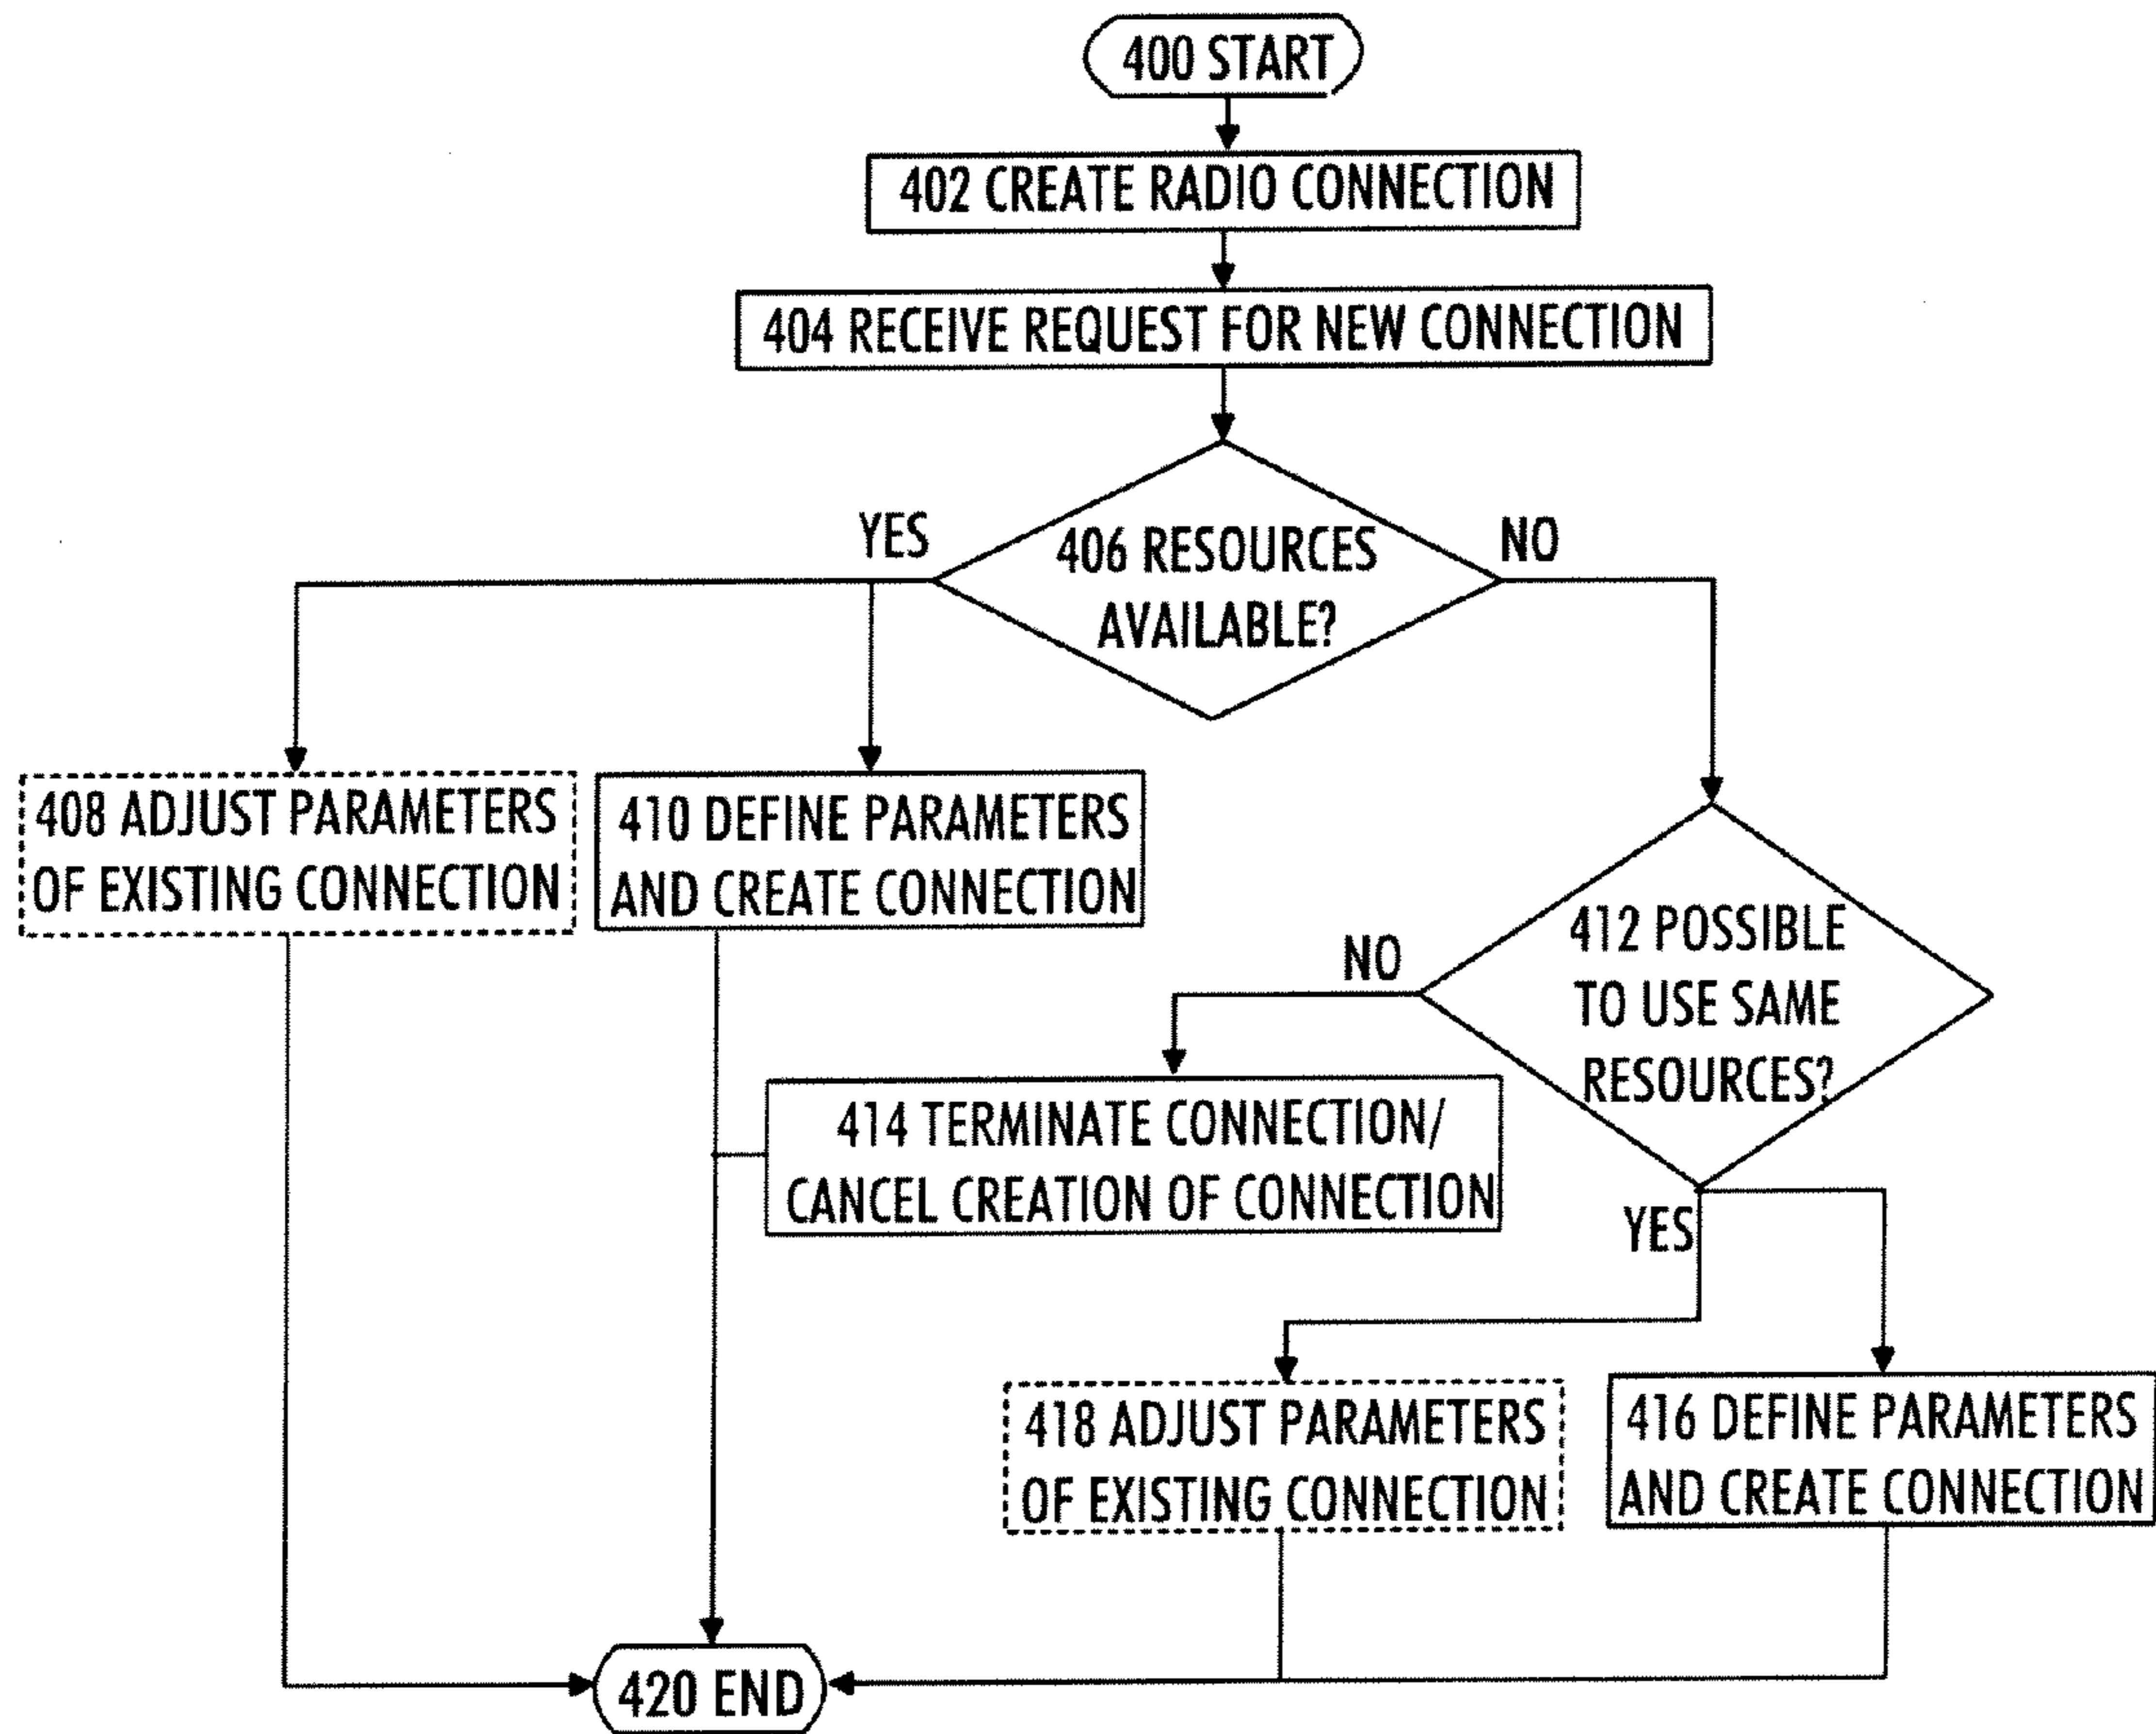 400 START
402 CREATE RADIO CONNECTION
404 RECEIVE REQUEST FOR NEW CONNECTION
YES
406 RESOURCES
AVAILABLE?
NO
408 ADJUST PARAMETERS
OF EXISTING CONNECTION
410 DEFINE PARAMETERS
AND CREATE CONNECTION
412 POSSIBLE
TO USE SAME
RESOURCES?
NO
414 TERMINATE CONNECTION/
CANCEL CREATION OF CONNECTION
YES
418 ADJUST PARAMETERS
OF EXISTING CONNECTION
416 DEFINE PARAMETERS
AND CREATE CONNECTION
420 END